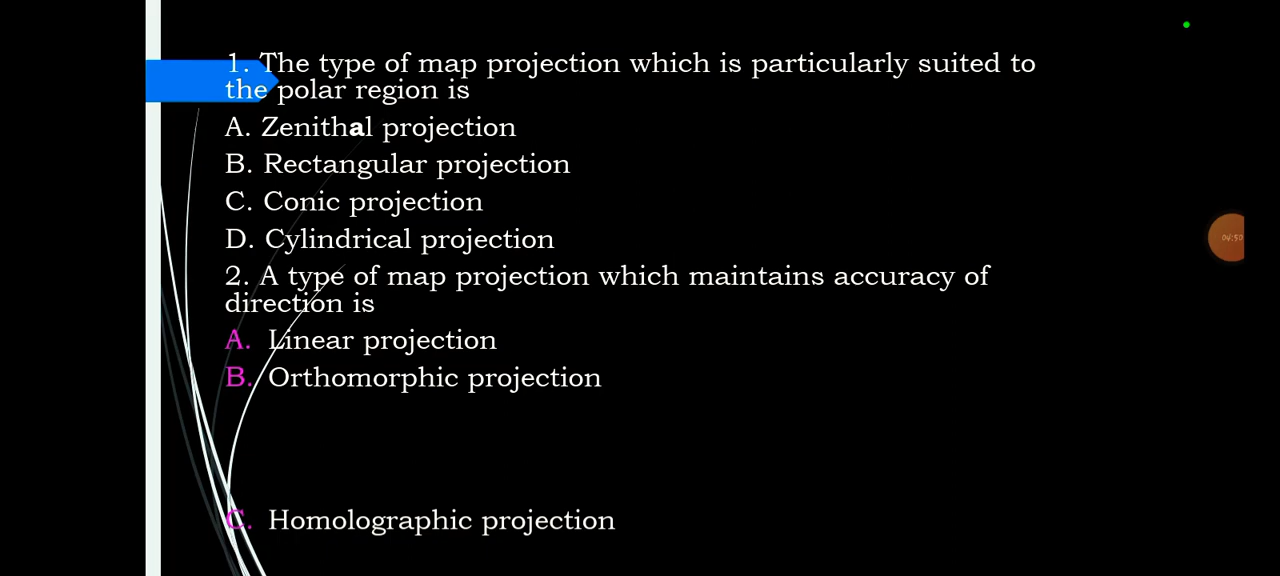 1. The type of map projection which is particularly suited to
the polar region is
A. Zenithal projection
B. Rectangular projection
C. Conic projection
D. Cylindrical projection
2. A type of map projection which maintains accuracy of
direction is
A. Linear projection
B. Orthomorphic projection
C. Homolographic projection
04:50